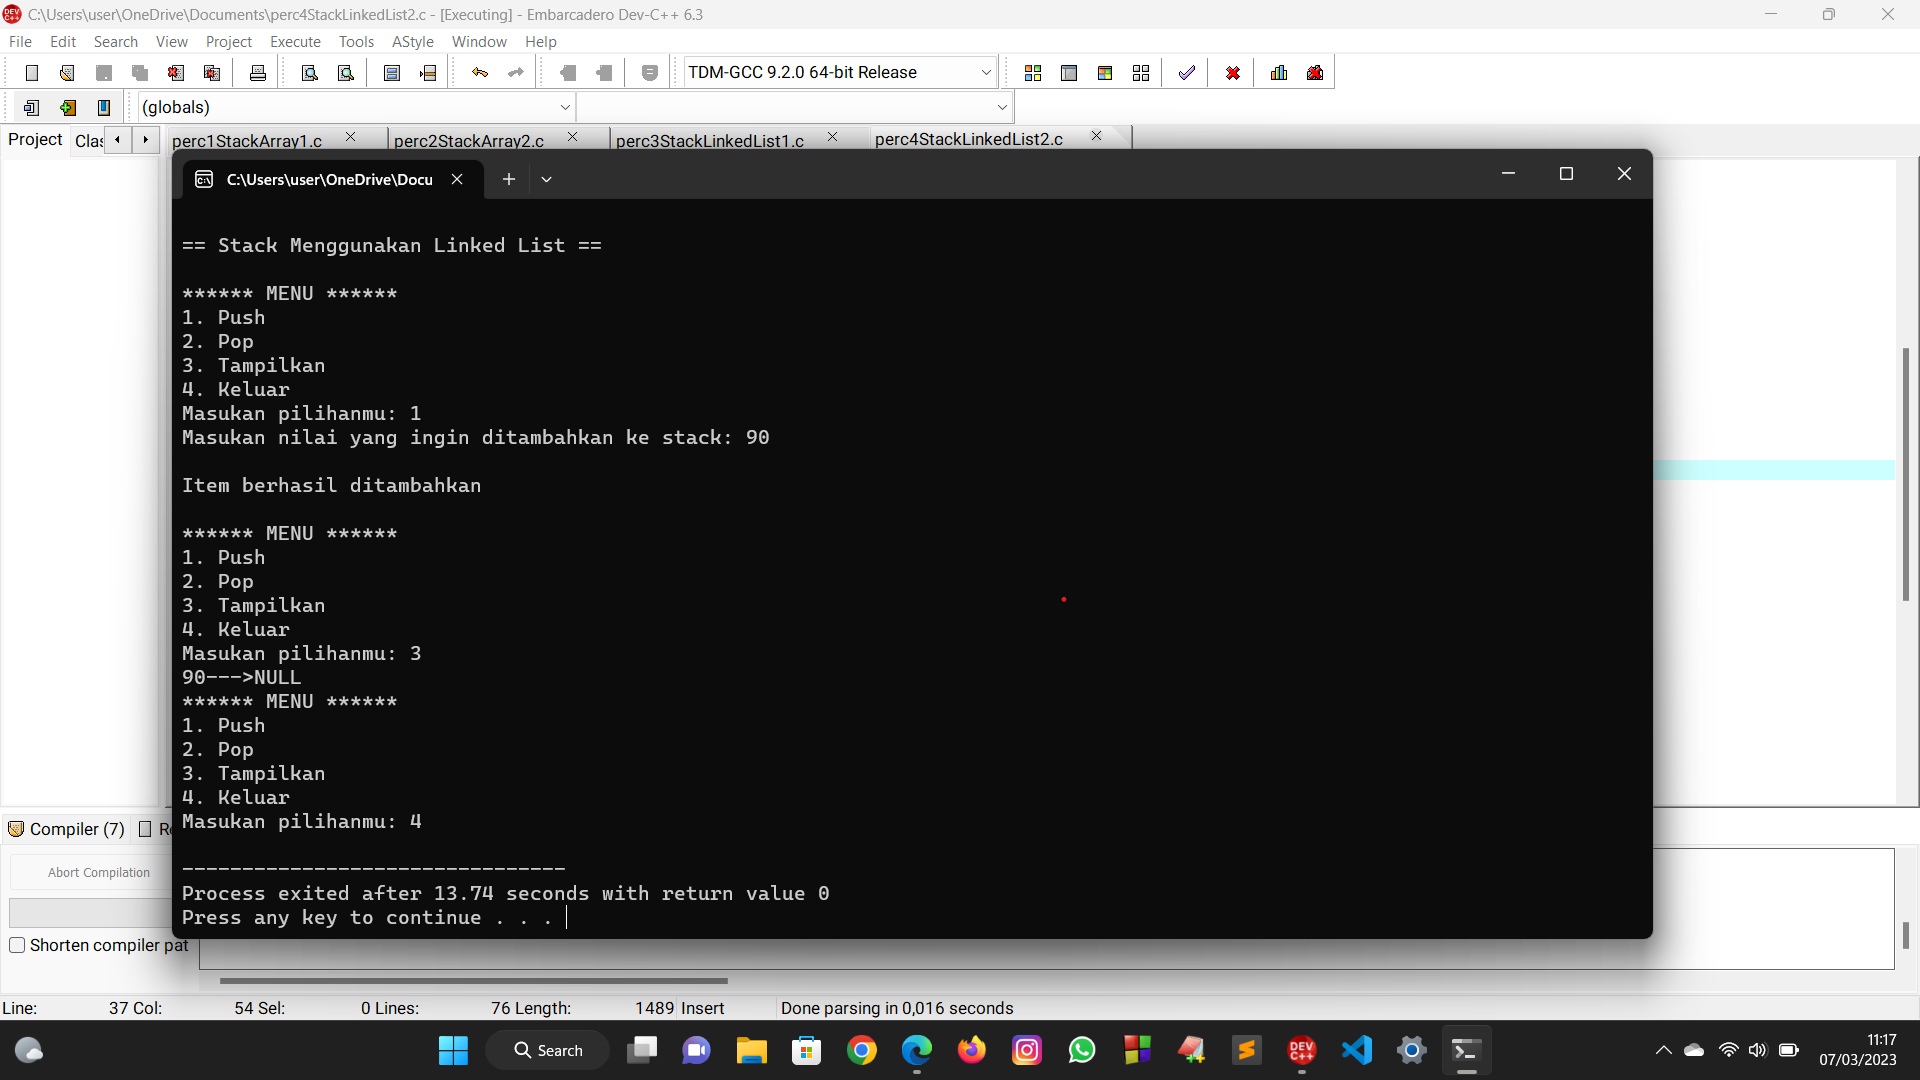 C:\Users\user\OneDrive\Documents\perc4StackLinkedList2.c - [Executing] - Embarcadero Dev-C++ 6.3
File Edit Search View Project Execute Tools AStyle Window Help
TDM-GCC 9.2.0 64-bit Release
(globals)
Project Clas perc1StackArray1.c perc2StackArray2.c perc3StackLinkedList1.c perc4StackLinkedList2.c
C:\Users\user\OneDrive\Docu
== Stack Menggunakan Linked List ==
****** MENU ******
1. Push
2. Pop
3. Tampilkan
4. Keluar
Masukan pilihanmu: 1
Masukan nilai yang ingin ditambahkan ke stack: 90
Item berhasil ditambahkan
****** MENU ******
1. Push
2. Pop
3. Tampilkan
4. Keluar
Masukan pilihanmu: 3
90--->NULL
****** MENU ******
1. Push
2. Pop
3. Tampilkan
4. Keluar
Masukan pilihanmu: 4
--------------------------------
Process exited after 13.74 seconds with return value 0
Press any key to continue . . .
Compiler (7) Re
Abort Compilation
Shorten compiler pat
Line: 37 Col: 54 Sel: 0 Lines: 76 Length: 1489 Insert Done parsing in 0,016 seconds
Search
11:17
07/03/2023